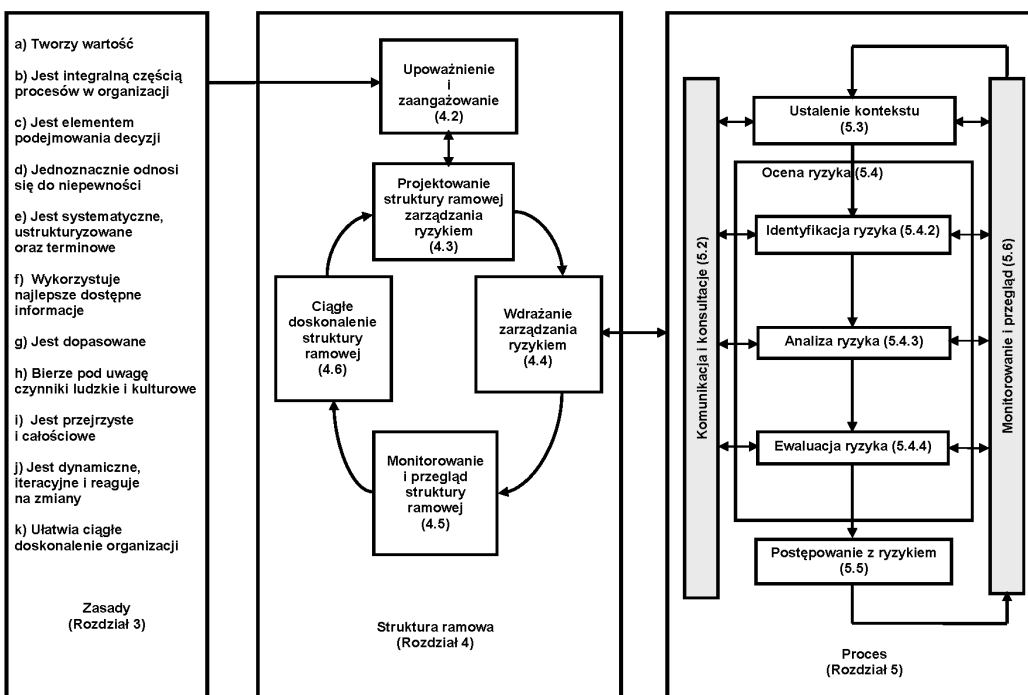 a) Tworzy wartość
b) Jest integralną częścią
procesów w organizacji
c) Jest elementem
podejmowania decyzji
d) Jednoznacznie odnosi
się do niepewności
e) Jest systematyczne,
ustrukturyzowane
oraz terminowe
f) Wykorzystuje
najlepsze dostępne
informacje
g) Jest dopasowane
h) Bierze pod uwagę
czynniki ludzkie i kulturowe
i) Jest przejrzyste
i całościowe
j) Jest dynamiczne,
iteracyjne i reaguje
na zmiany
k) Ułatwia ciągłe
doskonalenie organizacji
Zasady
(Rozdział 3)
Upoważnienie
i
zaangażowanie
(4.2)
Projektowanie
struktury ramowej
zarządzania
ryzykiem
(4.3)
Ciągłe
doskonalenie
struktury
ramowej
(4.6)
Wdrażanie
zarządzania
ryzykiem
(4.4)
Monitorowanie
i przegląd
struktury
ramowej
(4.5)
Struktura ramowa
(Rozdział 4)
Komunikacja i konsultacje (5.2)
Ustalenie kontekstu
(5.3)
Ocena ryzyka (5.4)
Identyfikacja ryzyka (5.4.2)
Analiza ryzyka (5.4.3)
Ewaluacja ryzyka (5.4.4)
Postępowanie z ryzykiem
(5.5)
Monitorowanie i przegląd (5.6)
Proces
(Rozdział 5)